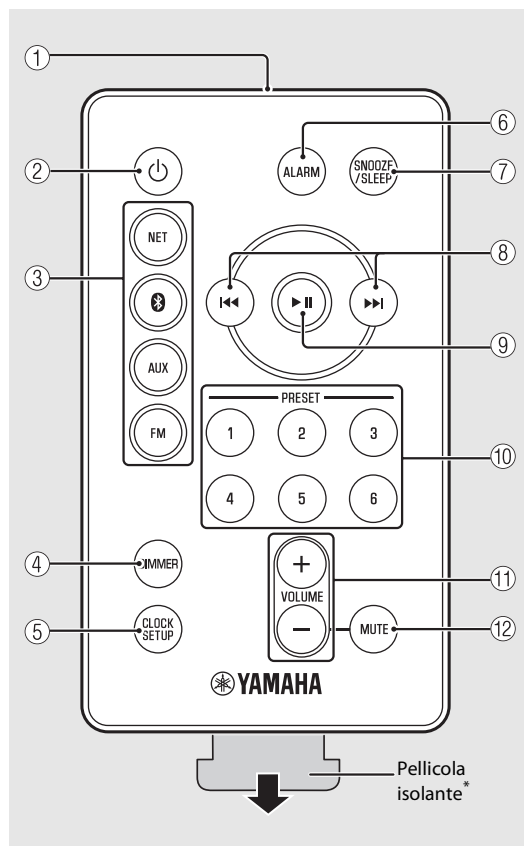 ①
⑥
②
ALARM
SNOOZE
/SLEEP
⑦
NET
③
⑧
AUX
⑨
FM
PRESET
1
2
3
⑩
4
5
6
④
DIMMER
+
⑪
VOLUME
⑤
CLOCK
SETUP
−
MUTE
⑫
YAMAHA
Pellicola
isolante*